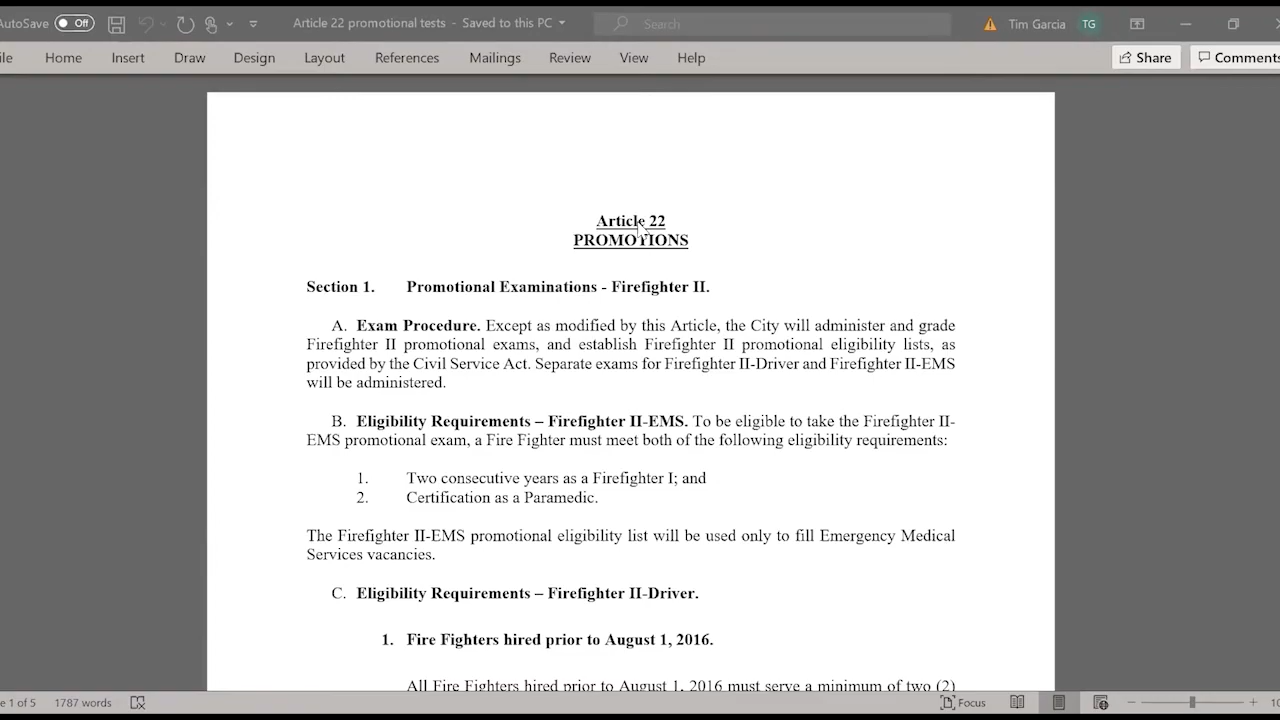 AutoSave Off Article 22 promotional tests - Saved to this PC Search Tim Garcia TG
Home Insert Draw Design Layout References Mailings Review View Help Share Comments
Article 22
PROMOTIONS
Section 1. Promotional Examinations - Firefighter II.
A. Exam Procedure. Except as modified by this Article, the City will administer and grade
Firefighter II promotional exams, and establish Firefighter II promotional eligibility lists, as
provided by the Civil Service Act. Separate exams for Firefighter II-Driver and Firefighter II-EMS
will be administered.
B. Eligibility Requirements – Firefighter II-EMS. To be eligible to take the Firefighter II-
EMS promotional exam, a Fire Fighter must meet both of the following eligibility requirements:
1. Two consecutive years as a Firefighter I; and
2. Certification as a Paramedic.
The Firefighter II-EMS promotional eligibility list will be used only to fill Emergency Medical
Services vacancies.
C. Eligibility Requirements – Firefighter II-Driver.
1. Fire Fighters hired prior to August 1, 2016.
All Fire Fighters hired prior to August 1, 2016 must serve a minimum of two (2)
1 of 5 1787 words Focus